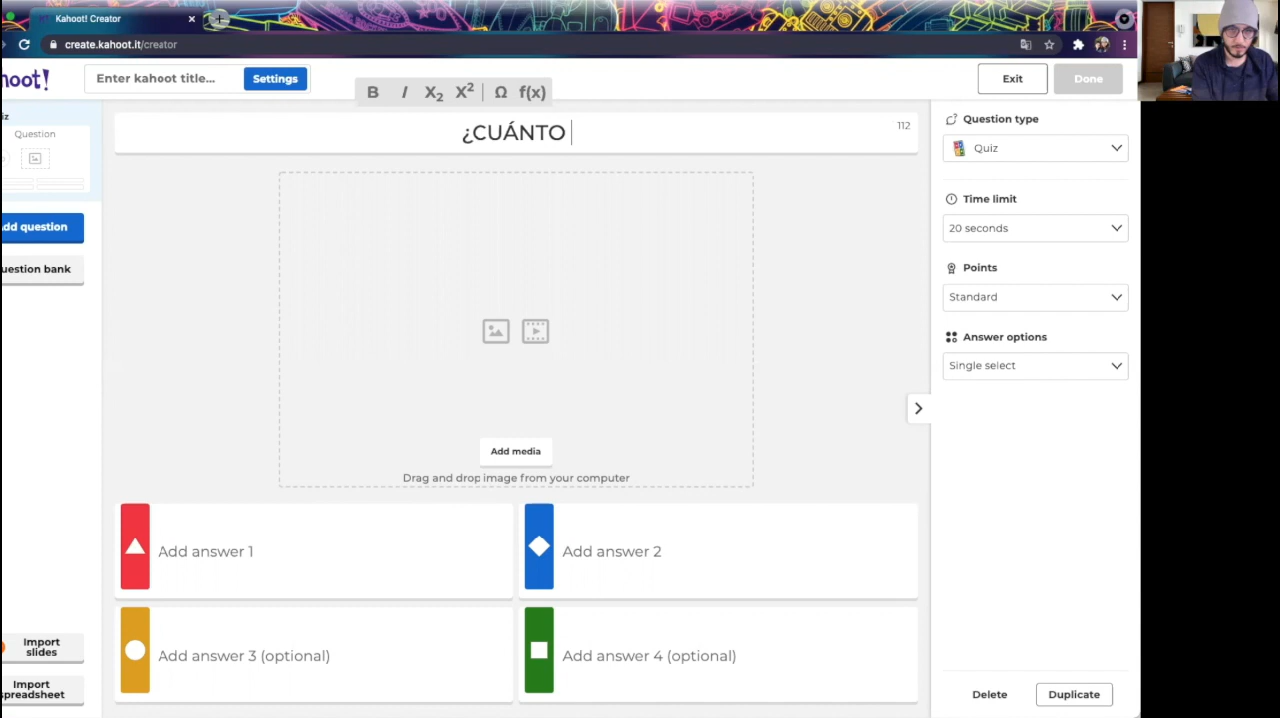 Kahoot! Creator
create.kahoot.it/creator
hoot!
Enter kahoot title...
Settings
B I X2 X2 Ω f(x)
Exit
Done
iz
Question
¿CUÁNTO
112
dd question
uestion bank
Add media
Drag and drop image from your computer
Add answer 1
Add answer 2
Add answer 3 (optional)
Add answer 4 (optional)
Import
slides
Import
spreadsheet
Question type
Quiz
Time limit
20 seconds
Points
Standard
Answer options
Single select
Delete
Duplicate